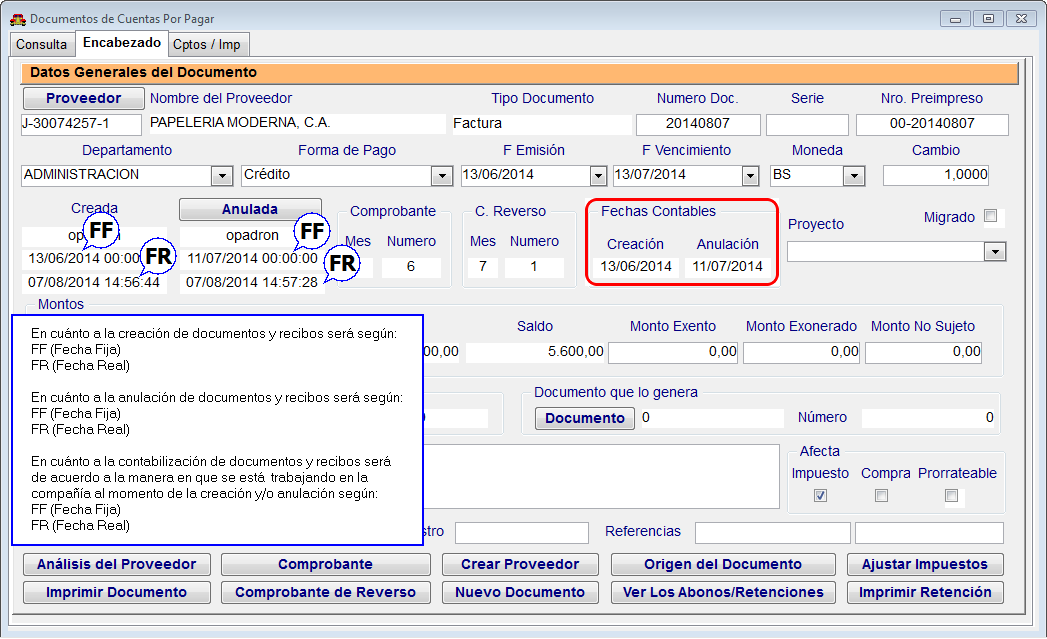 Documentos de Cuentas Por Pagar
Consulta Encabezado Cptos / Imp
Datos Generales del Documento
Proveedor Nombre del Proveedor Tipo Documento Numero Doc. Serie Nro. Preimpreso
J-30074257-1 PAPELERIA MODERNA, C.A. Factura 20140807 00-20140807
Departamento Forma de Pago F Emisión F Vencimiento Moneda Cambio
ADMINISTRACION Crédito 13/06/2014 13/07/2014 BS 1,0000
Creada Anulada Comprobante C. Reverso Fechas Contables Proyecto Migrado
FF opadron FF Mes Numero Mes Numero Creación Anulación
13/06/2014 00:00 FR 11/07/2014 00:00:00 FR 6 7 1 13/06/2014 11/07/2014
07/08/2014 14:56:44 07/08/2014 14:57:28
Montos
Saldo Monto Exento Monto Exonerado Monto No Sujeto
00,00 5.600,00 0,00 0,00 0,00
En cuánto a la creación de documentos y recibos será según:
FF (Fecha Fija)
FR (Fecha Real)
En cuánto a la anulación de documentos y recibos será según:
FF (Fecha Fija)
FR (Fecha Real)
En cuánto a la contabilización de documentos y recibos será
de acuerdo a la manera en que se está trabajando en la
compañía al momento de la creación y/o anulación según:
FF (Fecha Fija)
FR (Fecha Real)
Documento que lo genera
Documento 0 Número 0
Afecta
Impuesto Compra Prorrateable
stro Referencias
Análisis del Proveedor Comprobante Crear Proveedor Origen del Documento Ajustar Impuestos
Imprimir Documento Comprobante de Reverso Nuevo Documento Ver Los Abonos/Retenciones Imprimir Retención